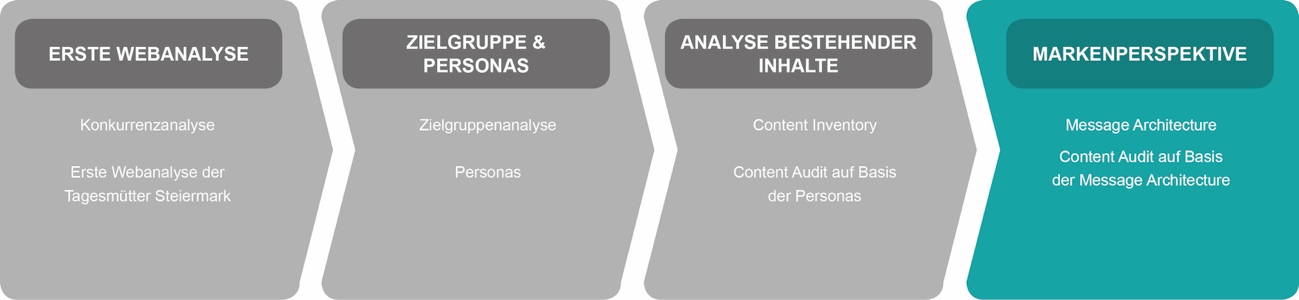 ERSTE WEBANALYSE
Konkurrenzanalyse
Erste Webanalyse der
Tagesmütter Steiermark
ZIELGRUPPE &
PERSONAS
Zielgruppenanalyse
Personas
ANALYSE BESTEHENDER
INHALTE
Content Inventory
Content Audit auf Basis
der Personas
MARKENPERSPEKTIVE
Message Architecture
Content Audit auf Basis
der Message Architecture